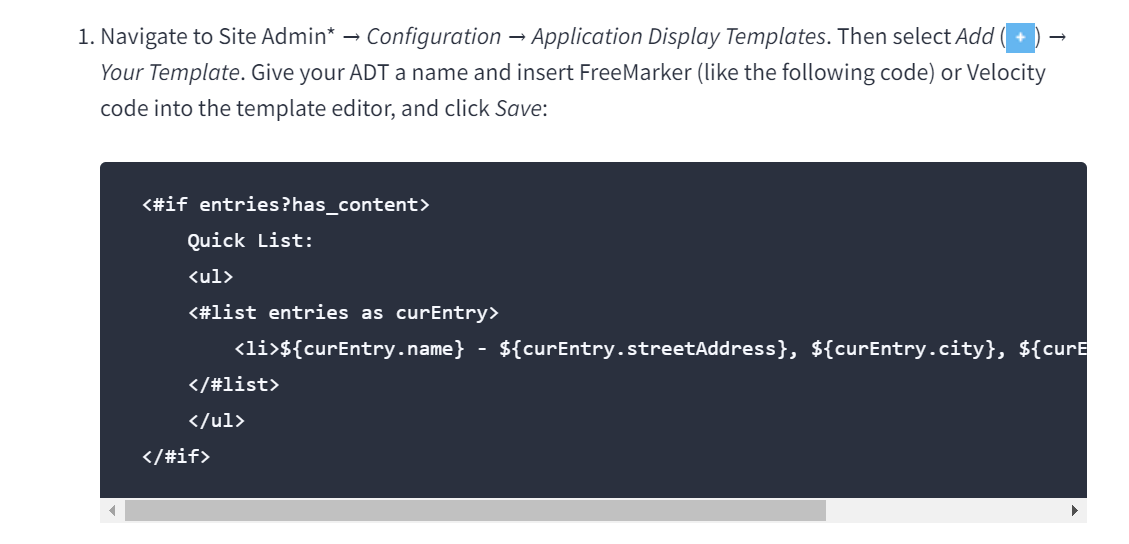 1. Navigate to Site Admin* → Configuration → Application Display Templates. Then select Add (+) →
Your Template. Give your ADT a name and insert FreeMarker (like the following code) or Velocity
code into the template editor, and click Save:
<#if entries?has_content>
    Quick List:
    <ul>
    <#list entries as curEntry>
        <li>${curEntry.name} - ${curEntry.streetAddress}, ${curEntry.city}, ${curE
    </#list>
    </ul>
</#if>